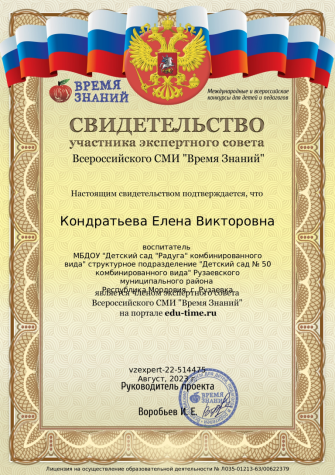 ВРЕМЯ
ЗНАНИЙ
Международные и всероссийские
конкурсы для детей и педагогов
СВИДЕТЕЛЬСТВО
участника экспертного совета
Всероссийского СМИ "Время Знаний"
Настоящим свидетельством подтверждается, что
Кондратьева Елена Викторовна
воспитатель
МБДОУ "Детский сад "Радуга" комбинированного
вида" структурное подразделение "Детский сад № 50
комбинированного вида" Рузаевского
муниципального района
Республика Мордовия, г. Рузаевка
является членом экспертного совета
Всероссийского СМИ "Время Знаний"
на портале edu-time.ru
vzexpert-22-514475
Август, 2023
Руководитель проекта
ВРЕМЯ
ЗНАНИЙ
Воробьев И. Е.
Лицензия на осуществление образовательной деятельности № Л035-01213-63/00622379